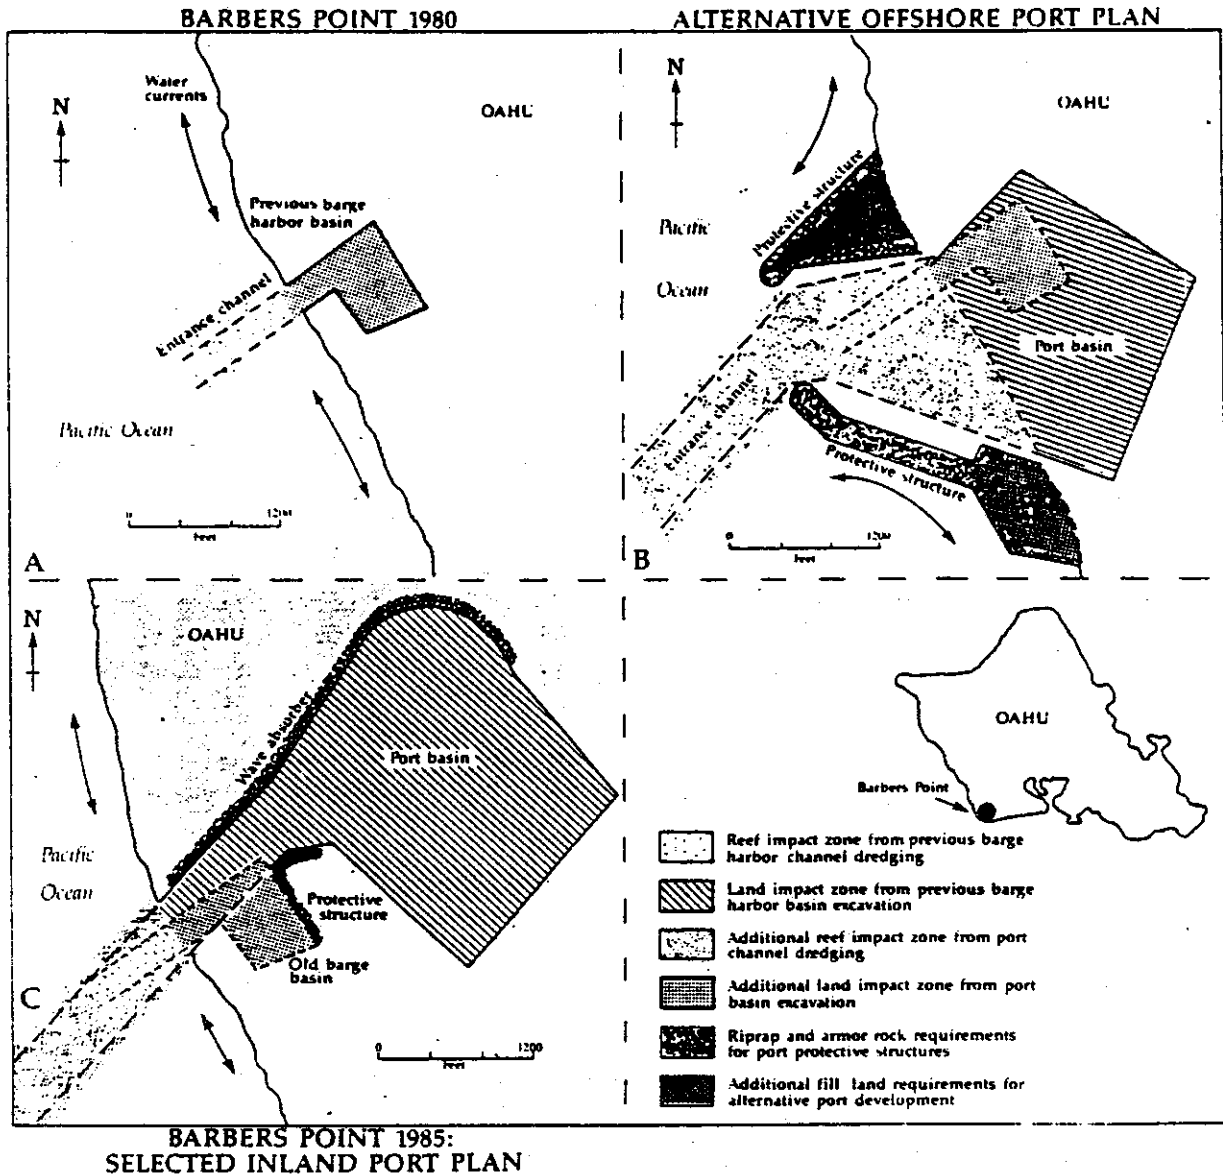 BARBERS POINT 1980
Water
currents
N
OAHU
Previous barge
harbor basin
Entrance channel
Pacific Ocean
0
1200
Feet
A
ALTERNATIVE OFFSHORE PORT PLAN
N
OAHU
Protective structure
Pacific
Ocean
Port basin
Entrance channel
Protective structure
0
1200
Feet
B
N
OAHU
Wave absorber
Port basin
Pacific
Ocean
Protective
structure
Old barge
basin
C
0
1200
Feet
BARBERS POINT 1985:
SELECTED INLAND PORT PLAN
OAHU
Barbers Point
Reef impact zone from previous barge
harbor channel dredging
Land impact zone from previous barge
harbor basin excavation
Additional reef impact zone from port
channel dredging
Additional land impact zone from port
basin excavation
Riprap and armor rock requirements
for port protective structures
Additional fill land requirements for
alternative port development